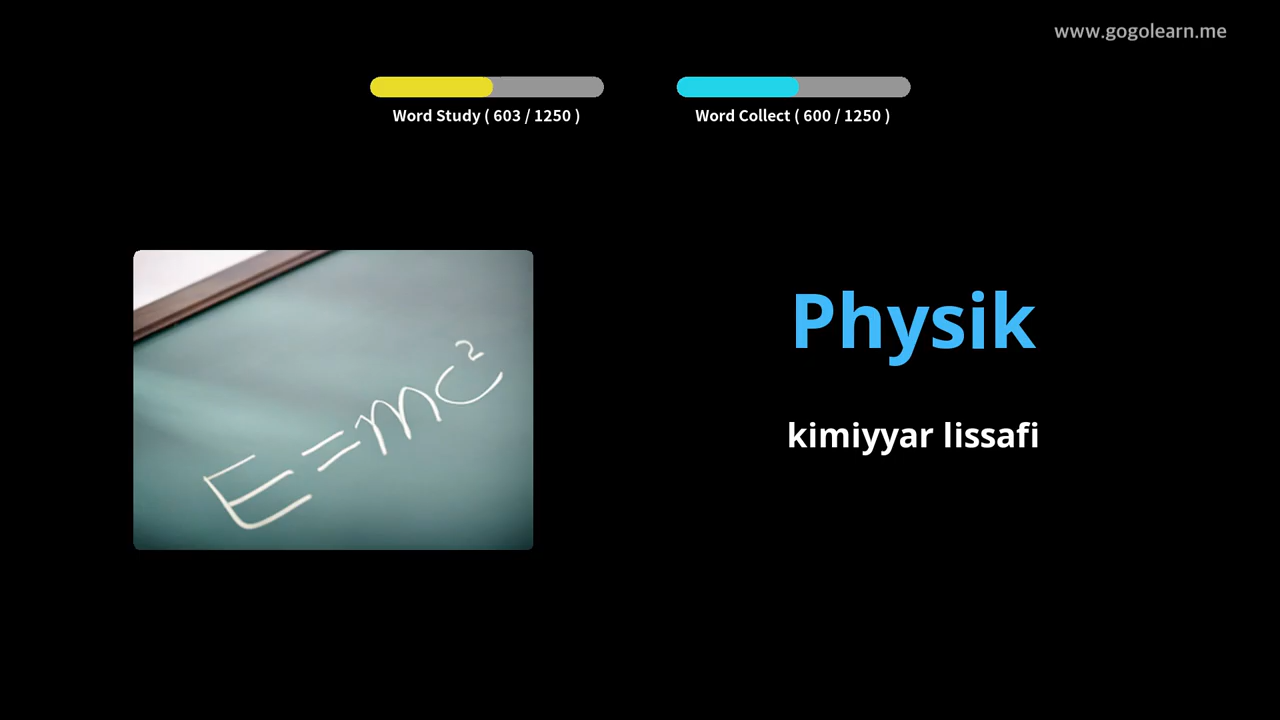 www.gogolearn.me
Word Study ( 603 / 1250 )
Word Collect ( 600 / 1250 )
E=mc²
Physik
kimiyyar lissafi